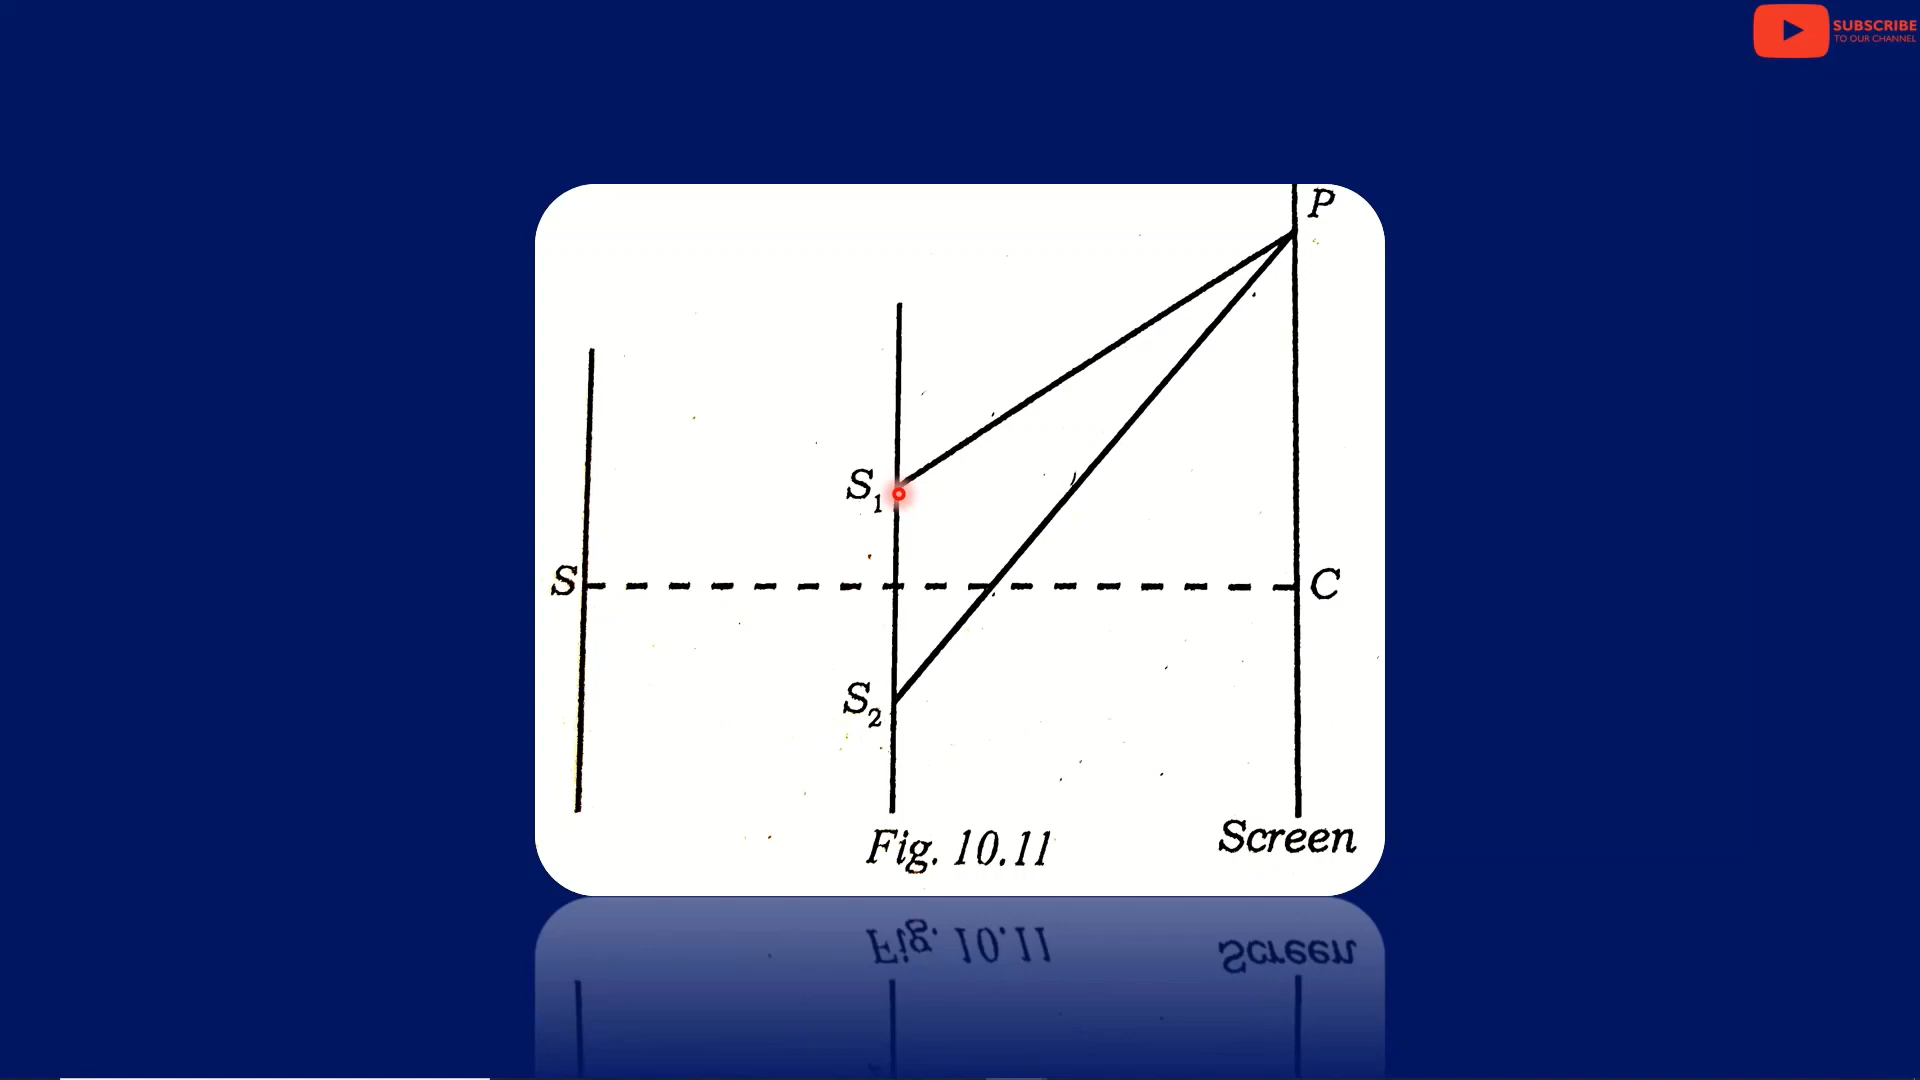 SUBSCRIBE
TO OUR CHANNEL
P
S₁
S
C
S₂
Fig. 10.11
Screen